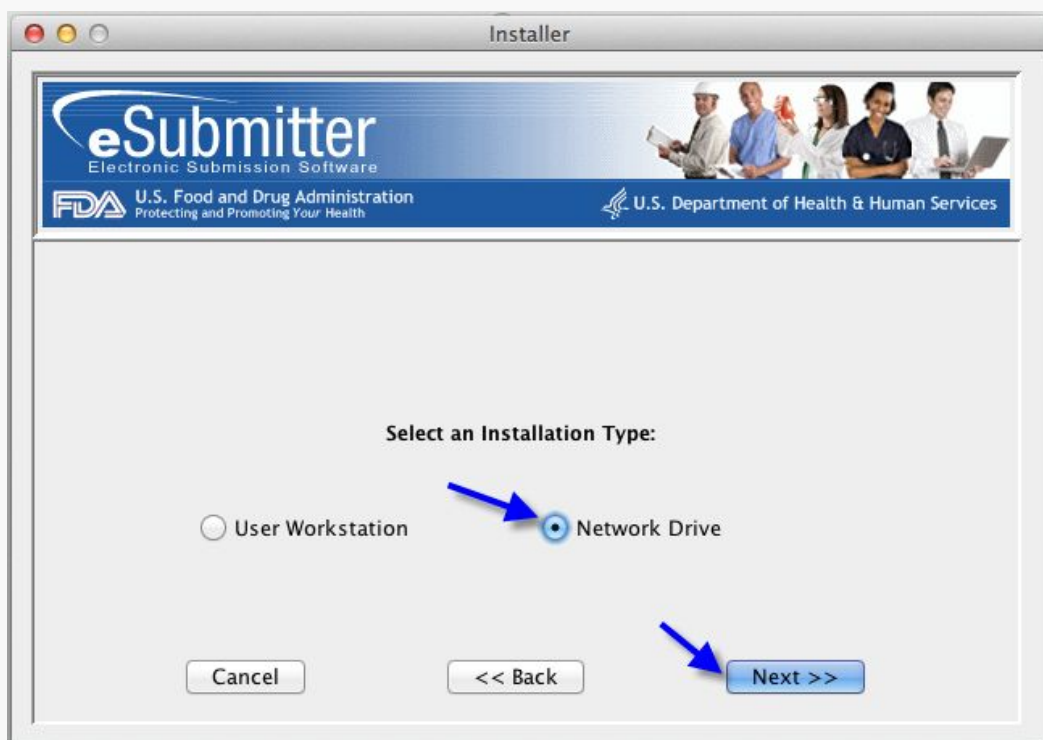 Installer
eSubmitter
Electronic Submission Software
FDA U.S. Food and Drug Administration
Protecting and Promoting Your Health
U.S. Department of Health & Human Services
Select an Installation Type:
User Workstation
Network Drive
Cancel
<< Back
Next >>